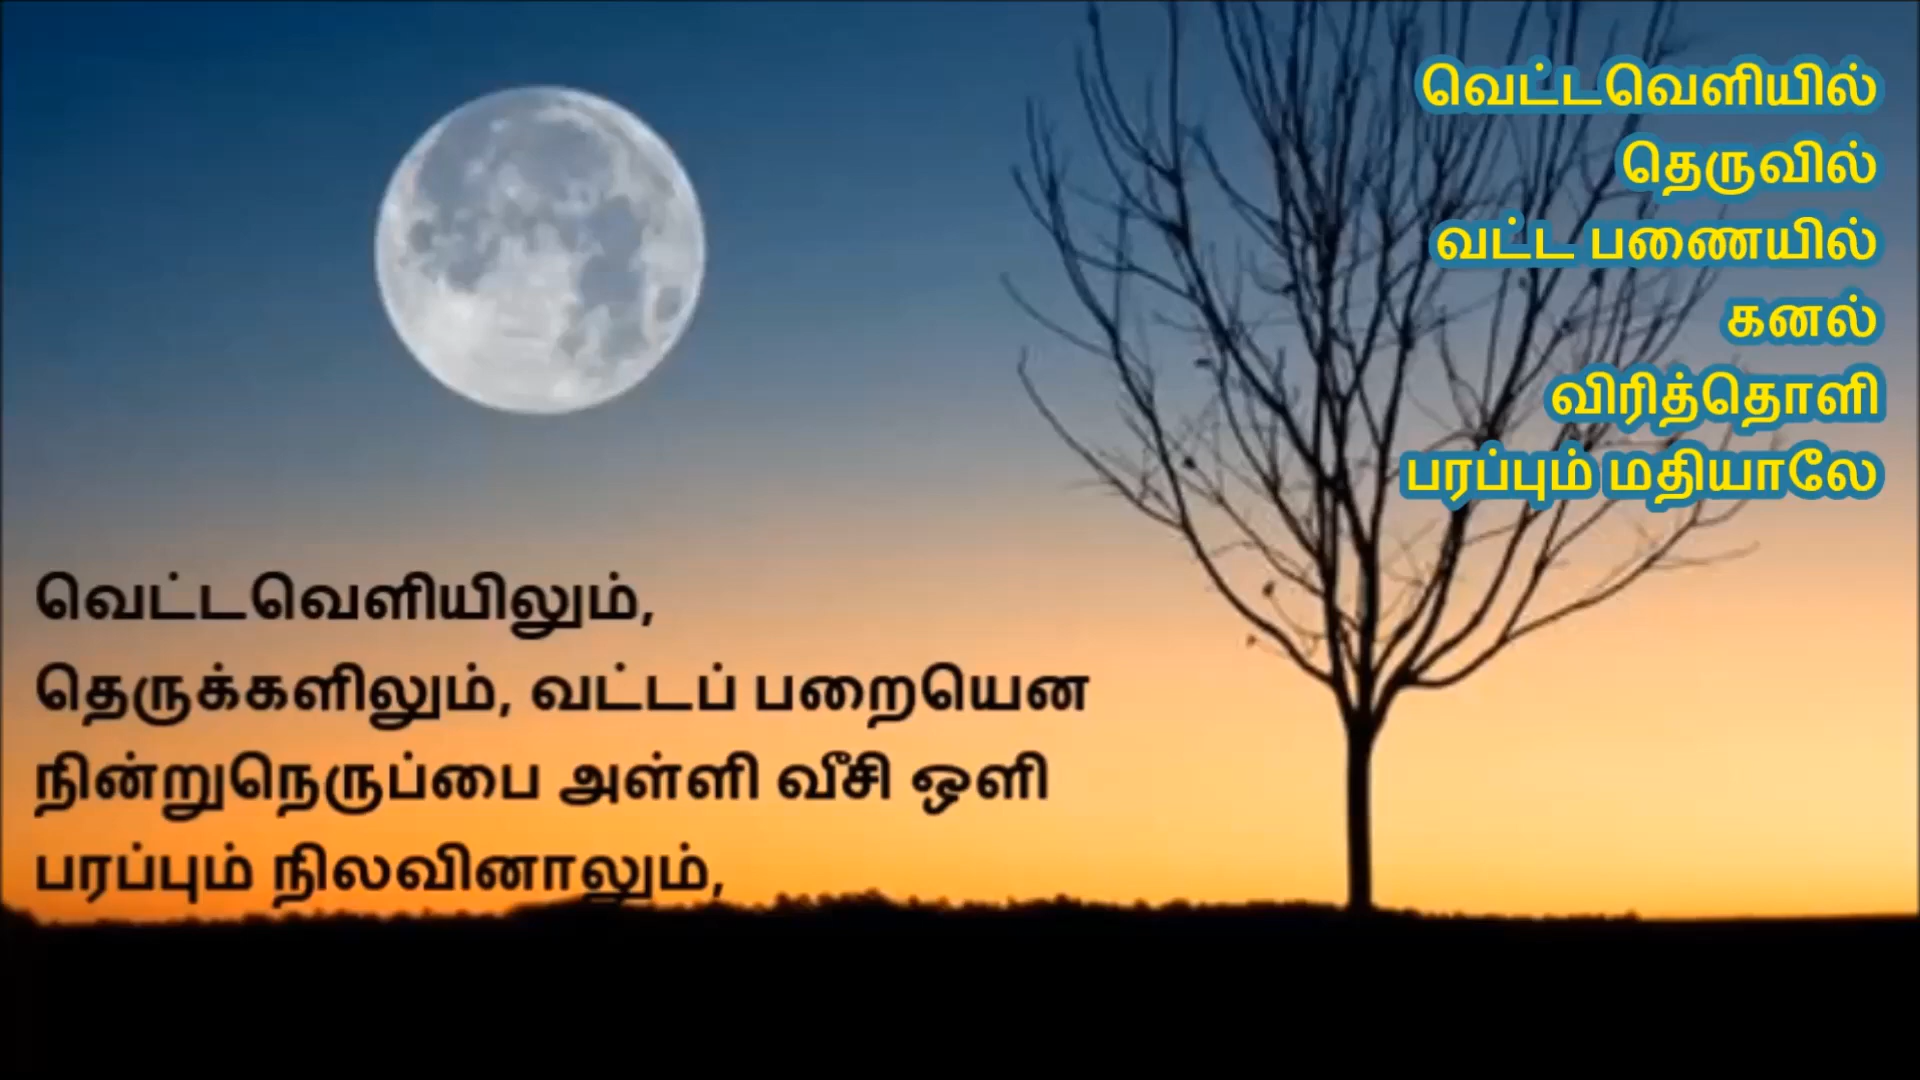 வெட்டவெளியில்
தெருவில்
வட்ட பணையில்
கனல்
விரித்தொளி
பரப்பும் மதியாலே
வெட்டவெளியிலும்,
தெருக்களிலும், வட்டப் பறையென
நின்றுநெருப்பை அள்ளி வீசி ஒளி
பரப்பும் நிலவினாலும்,